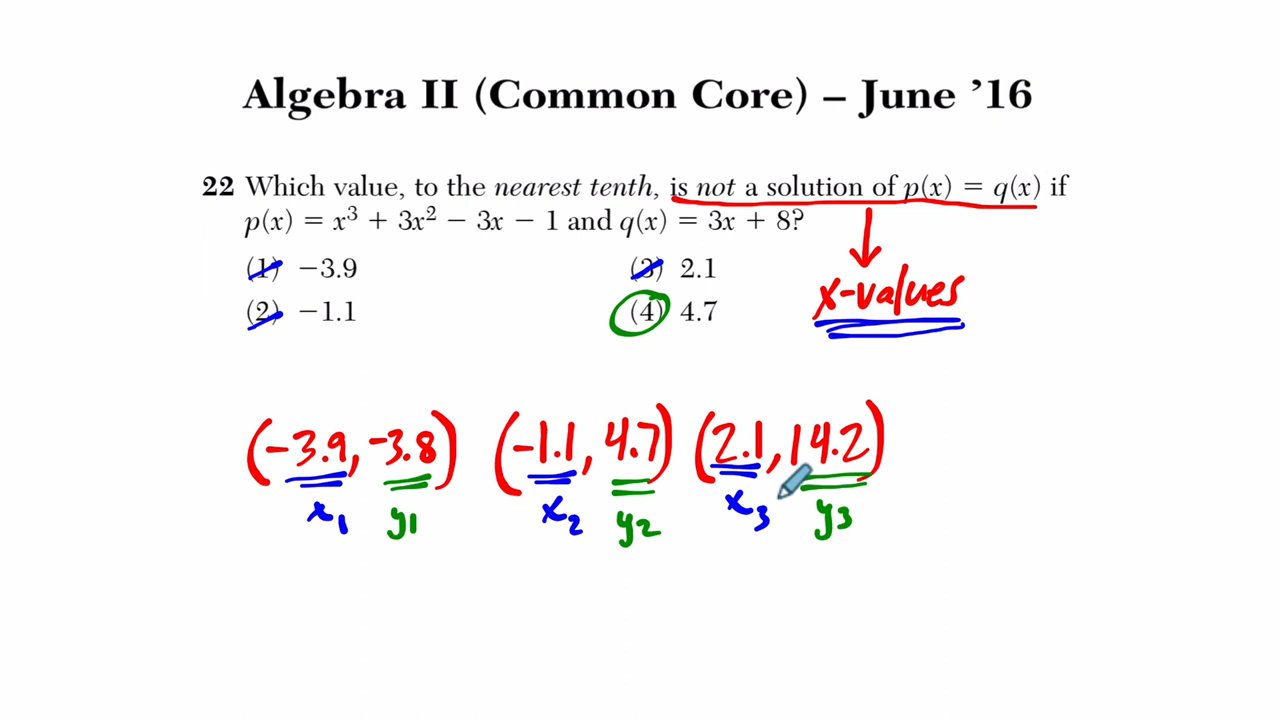 Algebra II (Common Core) – June ’16
22 Which value, to the nearest tenth, is not a solution of p(x) = q(x) if
p(x) = x³ + 3x² − 3x − 1 and q(x) = 3x + 8?
(1) −3.9 (3) 2.1
(2) −1.1 (4) 4.7
x-values
(-3.9, -3.8) (-1.1, 4.7) (2.1, 14.2)
x₁ y₁ x₂ y₂ x₃ y₃